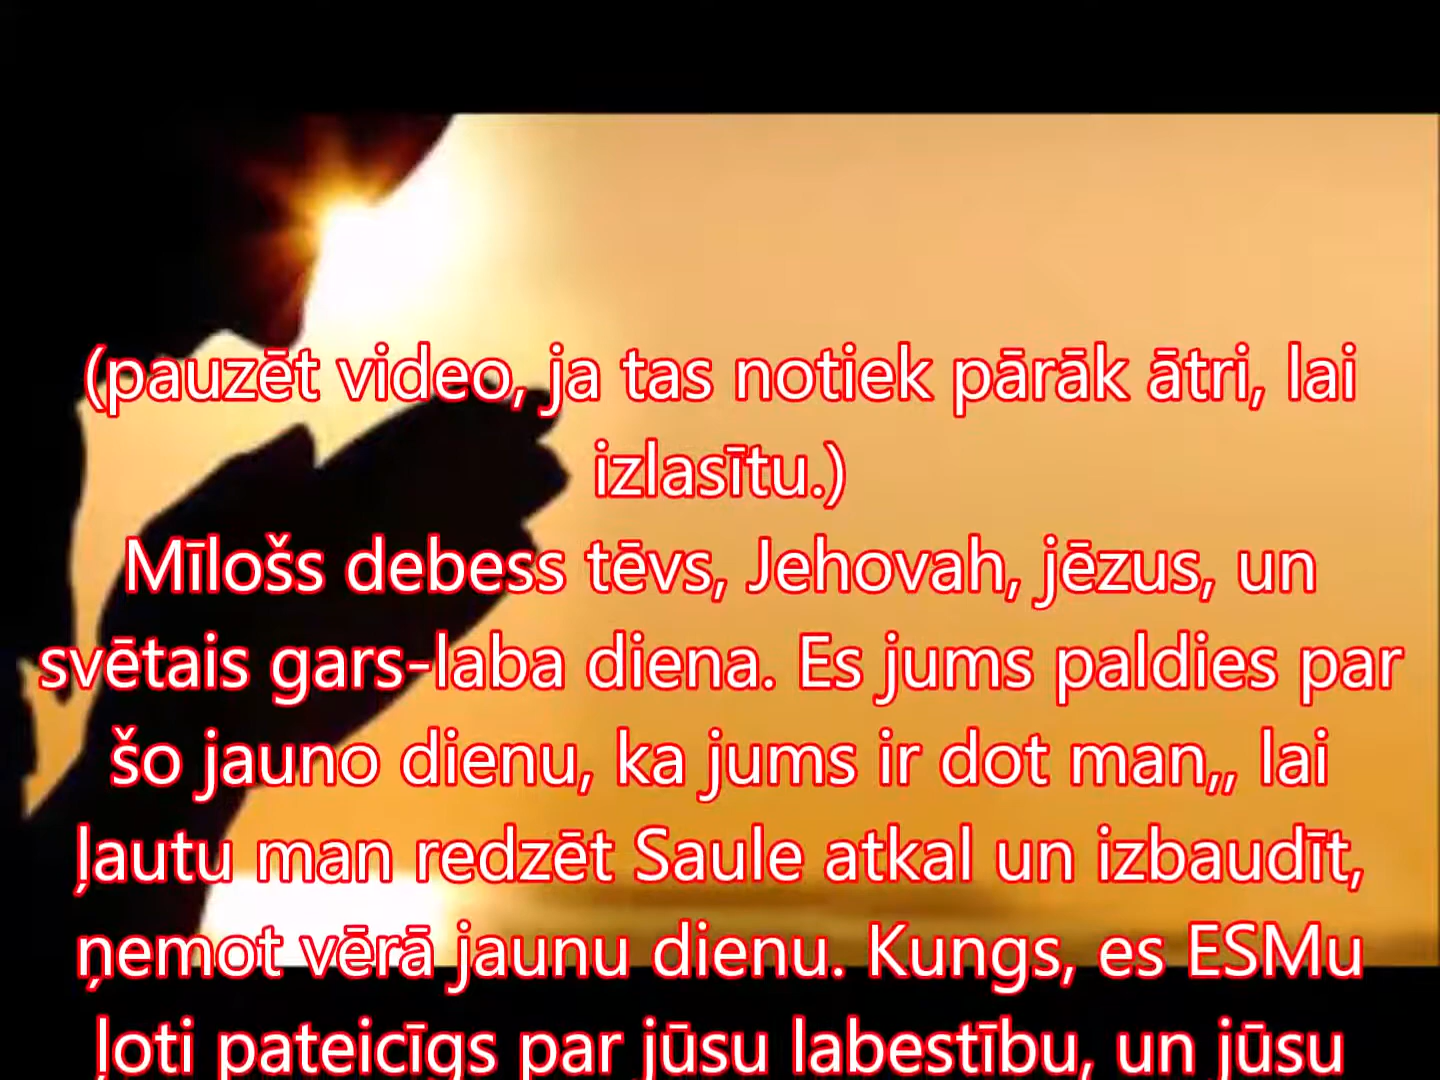 (pauzēt video, ja tas notiek pārāk ātri, lai
izlasītu.)
Mīlošs debess tēvs, Jehovah, jēzus, un
svētais gars-laba diena. Es jums paldies par
šo jauno dienu, ka jums ir dot man,, lai
ļautu man redzēt Saule atkal un izbaudīt,
ņemot vērā jaunu dienu. Kungs, es ESMu
ļoti pateicīgs par jūsu labestību, un jūsu